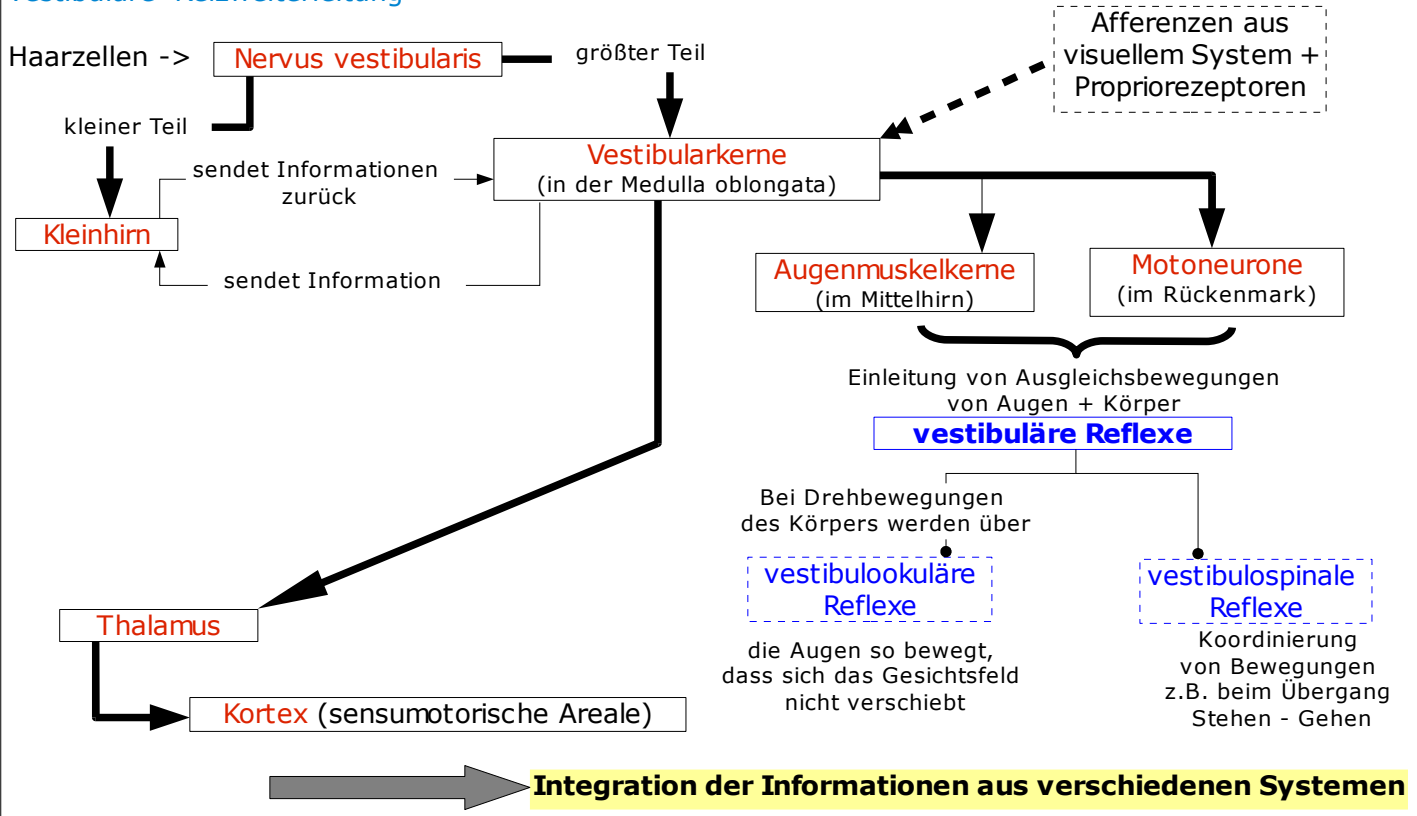 Vestibuläre Reizweiterleitung
Afferenzen aus
visuellem System +
Propriorezeptoren
Haarzellen -> Nervus vestibularis
größter Teil
kleiner Teil
Vestibularkerne
(in der Medulla oblongata)
sendet Informationen
zurück
Kleinhirn
sendet Information
Augenmuskelkerne
(im Mittelhirn)
Motoneurone
(im Rückenmark)
Einleitung von Ausgleichsbewegungen
von Augen + Körper
vestibuläre Reflexe
Bei Drehbewegungen
des Körpers werden über
vestibulookuläre
Reflexe
die Augen so bewegt,
dass sich das Gesichtsfeld
nicht verschiebt
vestibulospinale
Reflexe
Koordinierung
von Bewegungen
z.B. beim Übergang
Stehen - Gehen
Thalamus
Kortex (sensumotorische Areale)
Integration der Informationen aus verschiedenen Systemen